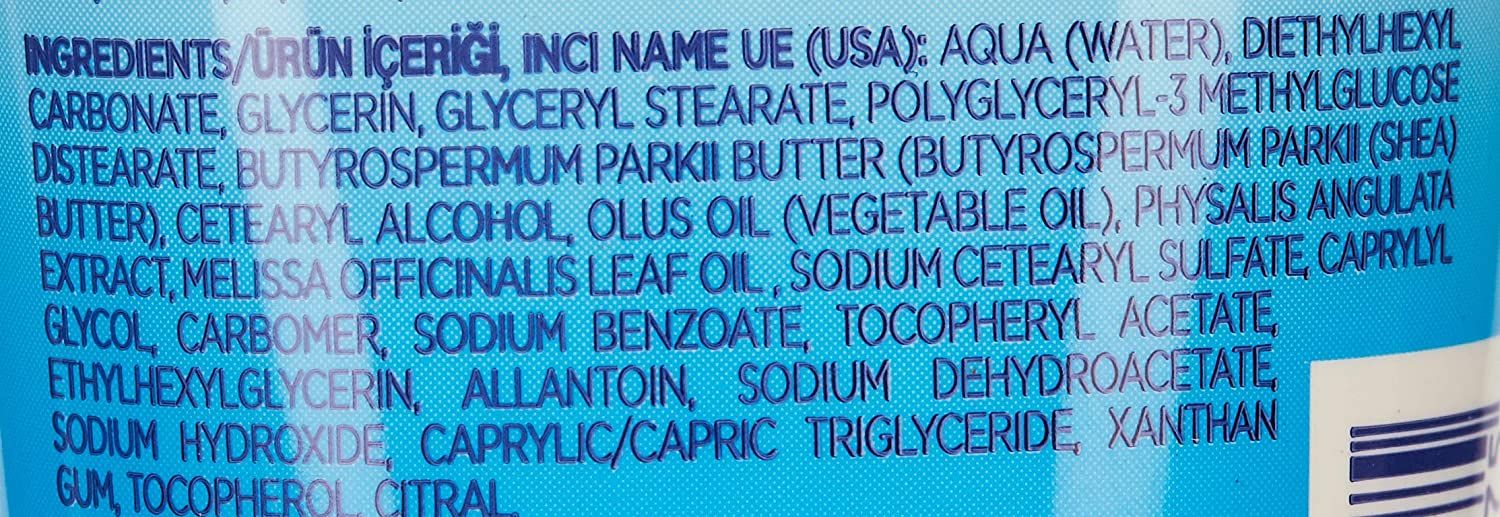 INGREDIENTS/ÜRÜN İÇERİĞİ, INCI NAME UE (USA): AQUA (WATER), DIETHYLHEXYL
CARBONATE, GLYCERIN, GLYCERYL STEARATE, POLYGLYCERYL-3 METHYLGLUCOSE
DISTEARATE, BUTYROSPERMUM PARKII BUTTER (BUTYROSPERMUM PARKII (SHEA)
BUTTER), CETEARYL ALCOHOL, OLUS OIL (VEGETABLE OIL), PHYSALIS ANGULATA
EXTRACT, MELISSA OFFICINALIS LEAF OIL, SODIUM CETEARYL SULFATE, CAPRYLYL
GLYCOL, CARBOMER, SODIUM BENZOATE, TOCOPHERYL ACETATE,
ETHYLHEXYLGLYCERIN, ALLANTOIN, SODIUM DEHYDROACETATE,
SODIUM HYDROXIDE, CAPRYLIC/CAPRIC TRIGLYCERIDE, XANTHAN
GUM, TOCOPHEROL, CITRAL.